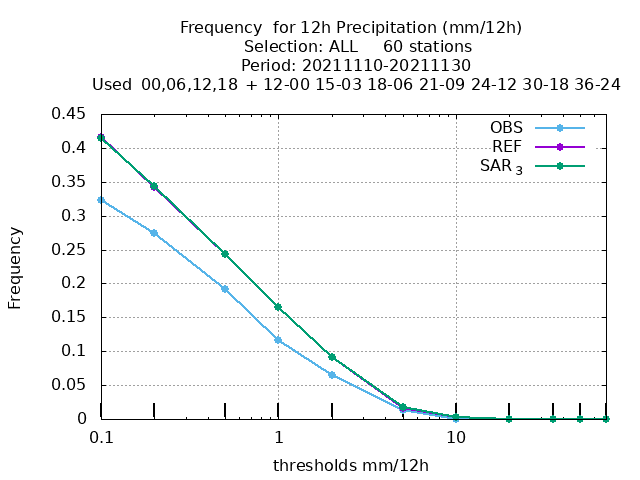 Frequency  for 12h Precipitation (mm/12h)
Selection: ALL     60 stations
Period: 20211110-20211130
Used  00,06,12,18  + 12-00 15-03 18-06 21-09 24-12 30-18 36-24
OBS
REF
SAR 3
0.45
0.4
0.35
0.3
0.25
0.2
0.15
0.1
0.05
0
Frequency
0.1
1
10
thresholds mm/12h